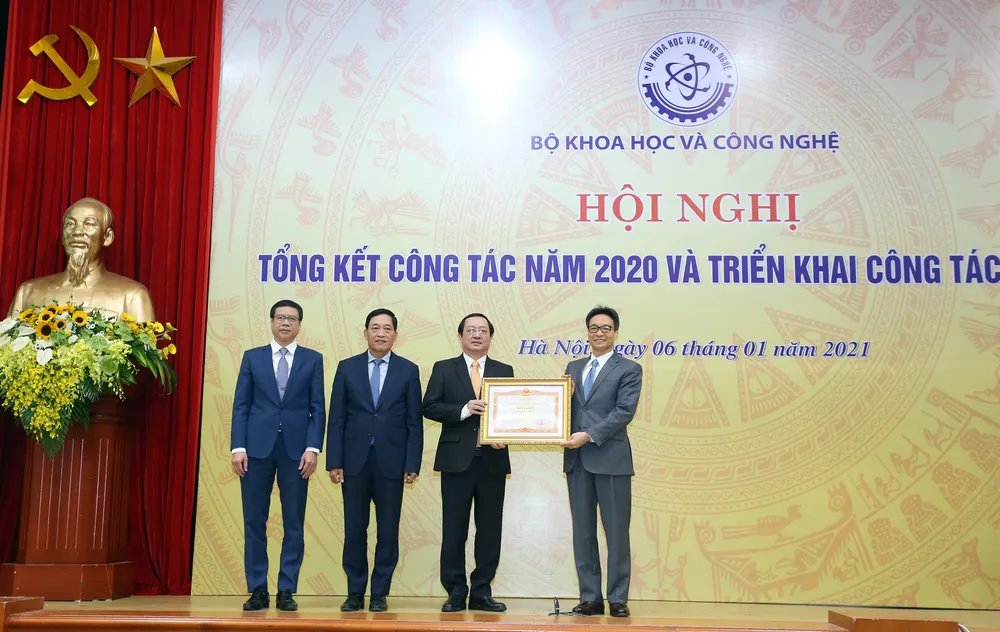 BỘ KHOA HỌC VÀ CÔNG NGHỆ
BỘ KHOA HỌC VÀ CÔNG NGHỆ
HỘI NGHỊ
TỔNG KẾT CÔNG TÁC NĂM 2020 VÀ TRIỂN KHAI CÔNG TÁC
Hà Nội, ngày 06 tháng 01 năm 2021